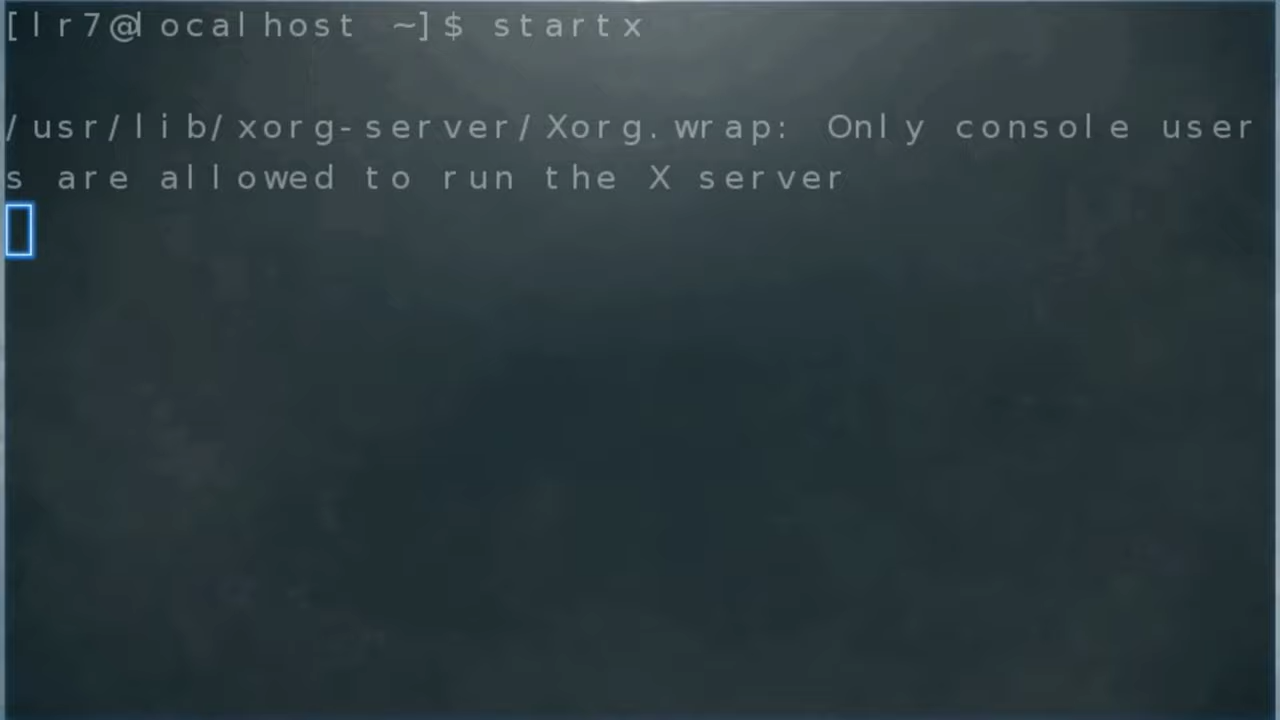 [lr7@localhost ~]$ startx
/usr/lib/xorg-server/Xorg.wrap: Only console user
s are allowed to run the X server